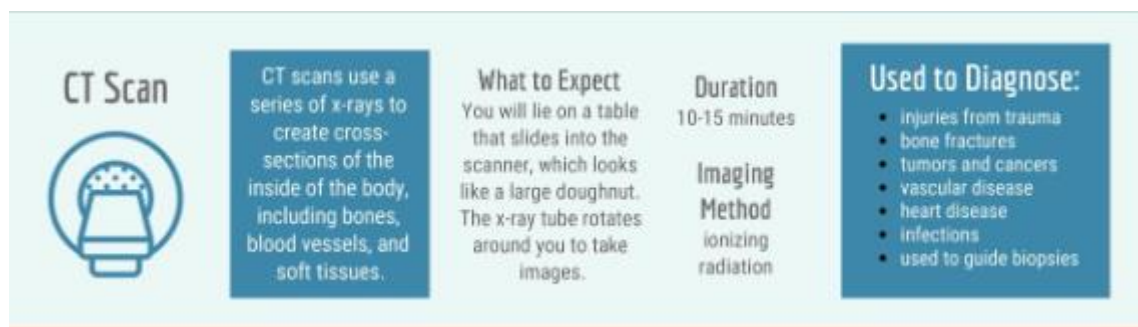 CT Scan
CT scans use a
series of x-rays to
create cross-
sections of the
inside of the body,
including bones,
blood vessels, and
soft tissues.
What to Expect
You will lie on a table
that slides into the
scanner, which looks
like a large doughnut.
The x-ray tube rotates
around you to take
images.
Duration
10-15 minutes
Imaging
Method
ionizing
radiation
Used to Diagnose:
• injuries from trauma
• bone fractures
• tumors and cancers
• vascular disease
• heart disease
• infections
• used to guide biopsies